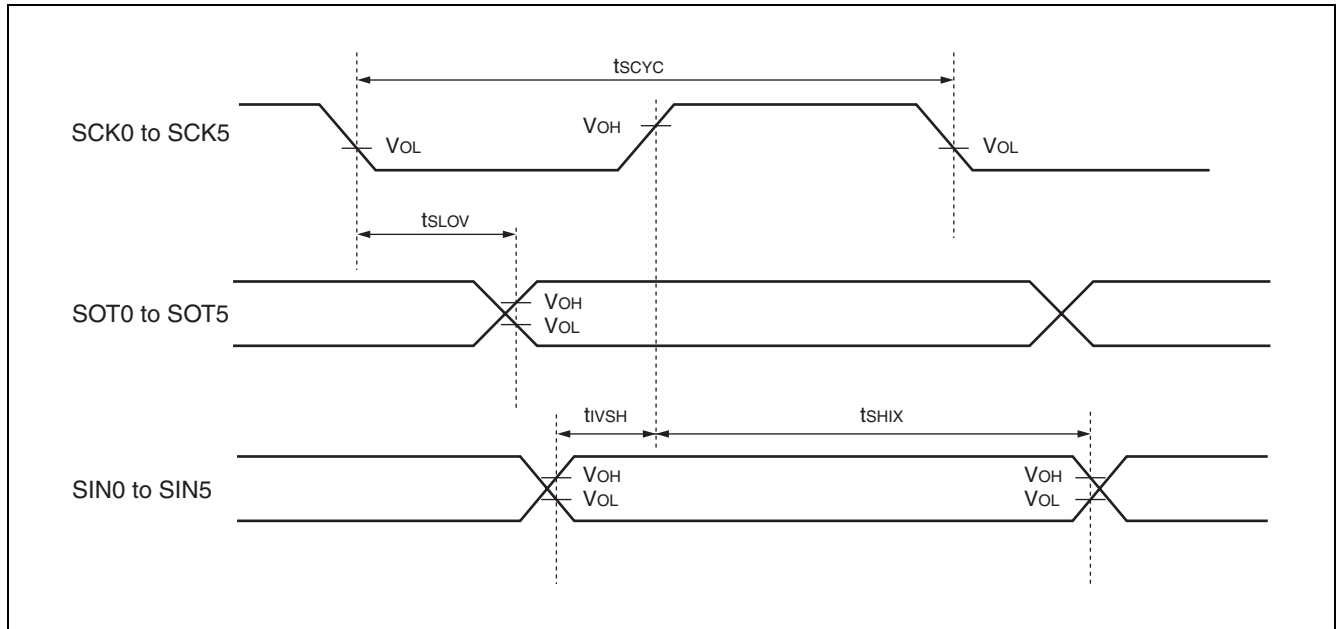 tSCYC
SCK0 to SCK5
VOH
VOL
VOL
tSLOV
SOT0 to SOT5
VOH
VOL
tIVSH
tSHIX
SIN0 to SIN5
VOH
VOL
VOH
VOL